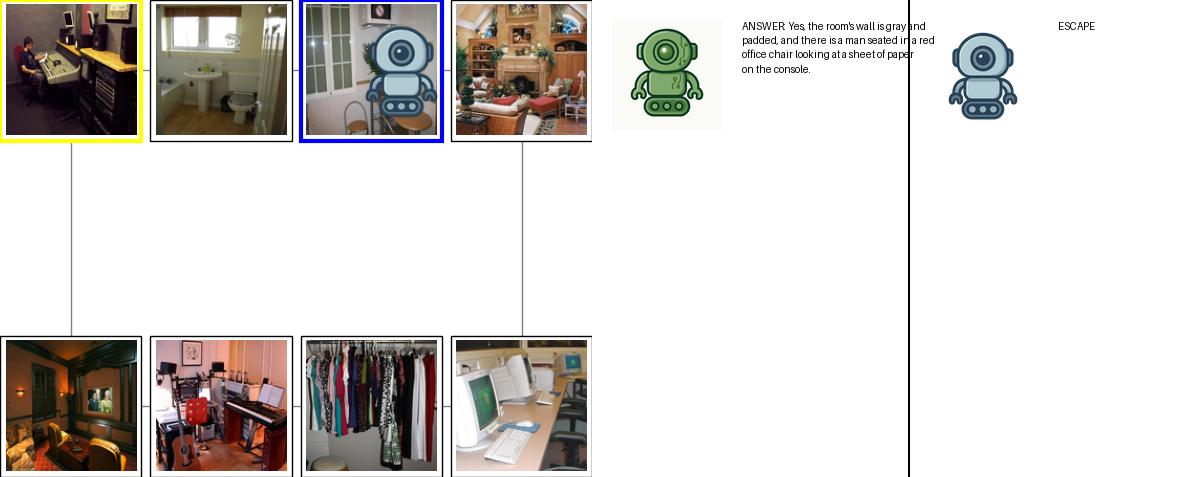 ANSWER: Yes, the room's wall is gray and
padded, and there is a man seated in a red
office chair looking at a sheet of paper
on the console.
ESCAPE